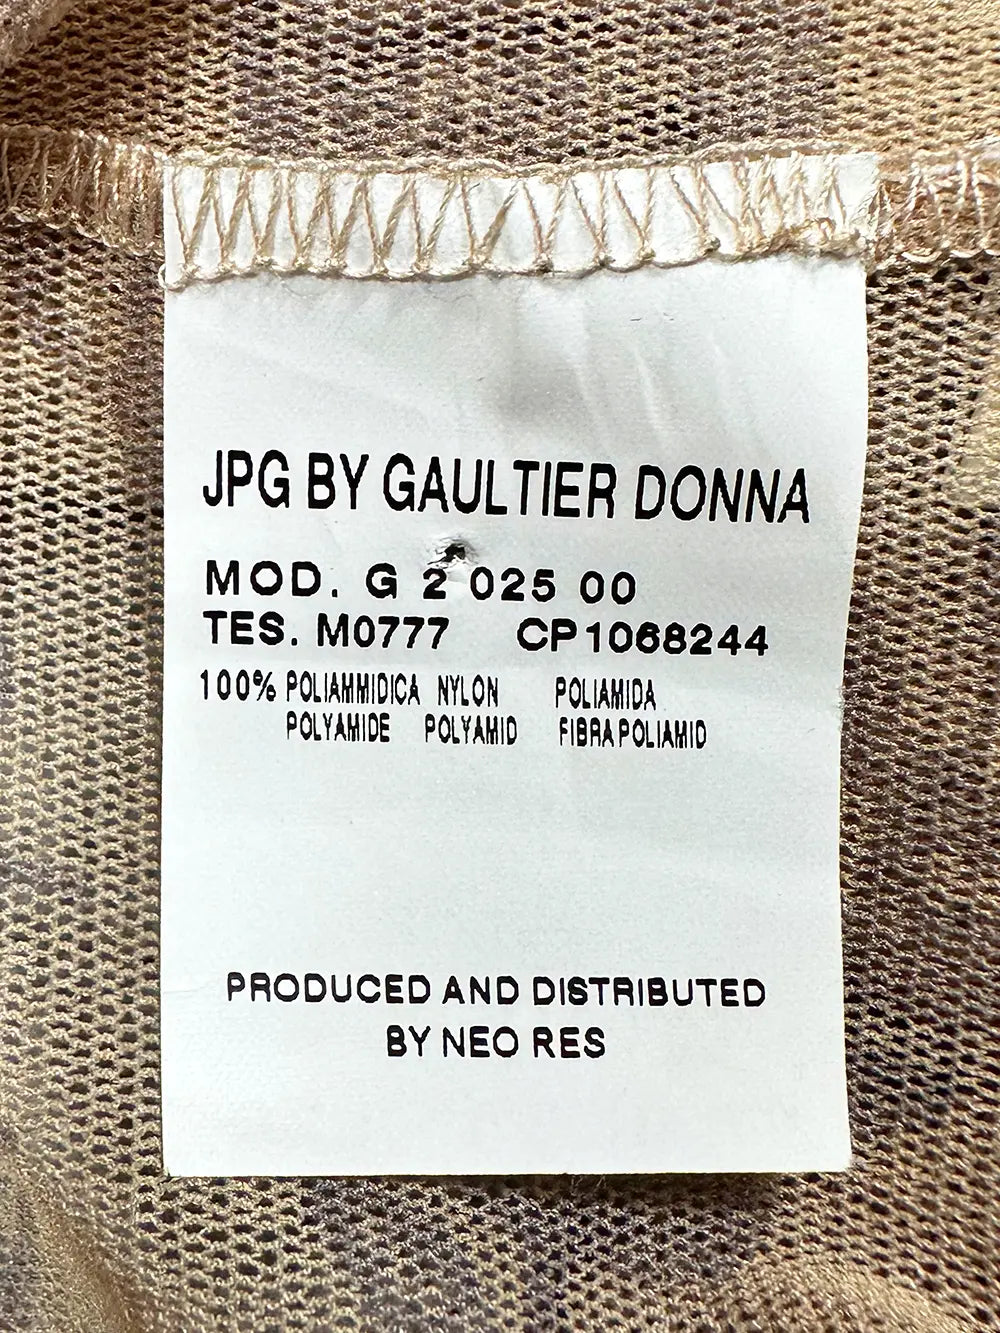 JPG BY GAULTIER DONNA
MOD. G 2 025 00
TES. M0777 CP1068244
100% POLIAMMIDICA NYLON POLIAMIDA
POLYAMIDE POLYAMID FIBRA POLIAMID
PRODUCED AND DISTRIBUTED
BY NEO RES